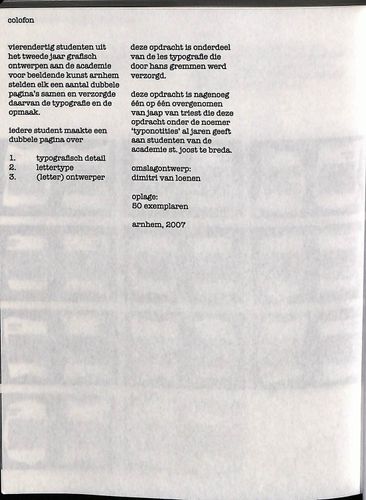 colofon
vierendertig studenten uit
het tweede jaar grafisch
ontwerpen aan de academie
voor beeldende kunst arnhem
stelden elk een aantal dubbele
pagina's samen en verzorgde
daarvan de typografie en de
opmaak.
iedere student maakte een
dubbele pagina over
1. typografisch detail
2. lettertype
3. (letter) ontwerper
deze opdracht is onderdeel
van de les typografie die
door hans gremmen werd
verzorgd.
deze opdracht is nagenoeg
één op één overgenomen
van jaap van triest die deze
opdracht onder de noemer
'typonotities' al jaren geeft
aan studenten van de
academie st. joost te breda.
omslagontwerp:
dimitri van loenen
oplage:
50 exemplaren
arnhem, 2007